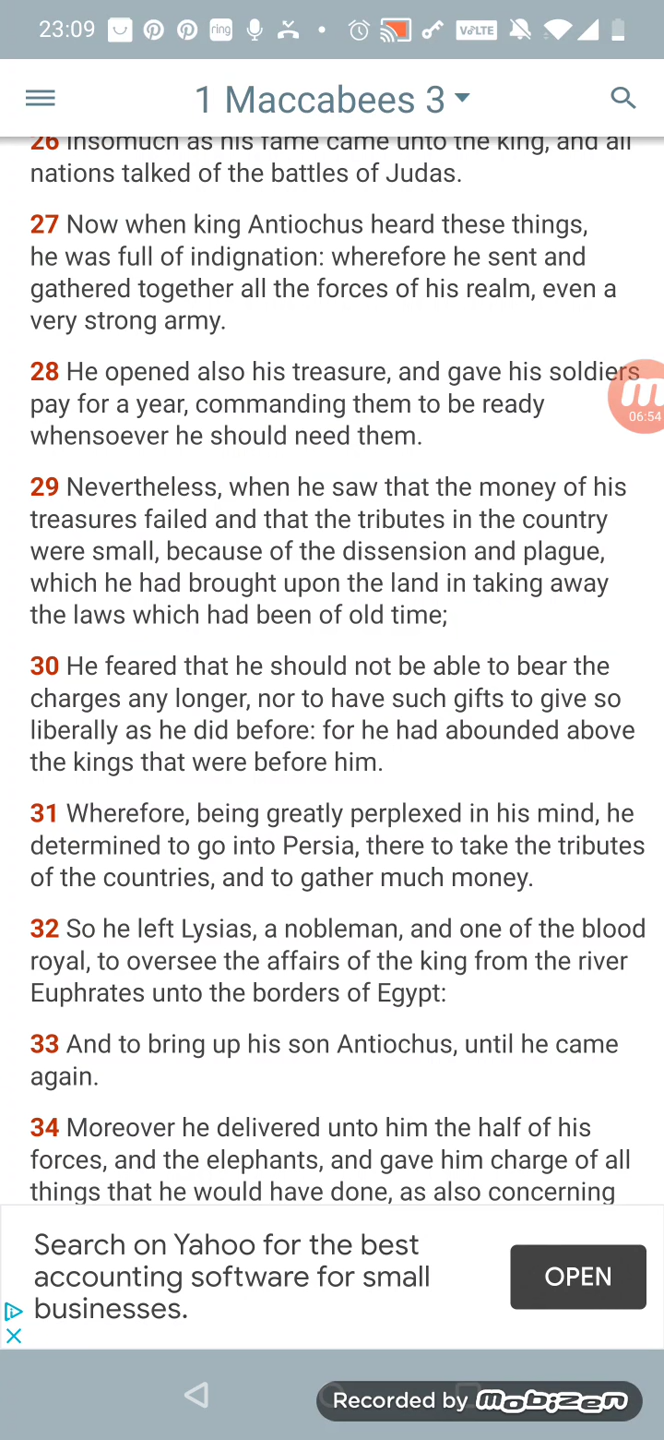 23:09
ring
VoLTE
1 Maccabees 3
26 Insomuch as his fame came unto the king, and all
nations talked of the battles of Judas.
27 Now when king Antiochus heard these things,
he was full of indignation: wherefore he sent and
gathered together all the forces of his realm, even a
very strong army.
28 He opened also his treasure, and gave his soldiers
pay for a year, commanding them to be ready
whensoever he should need them.
06:54
29 Nevertheless, when he saw that the money of his
treasures failed and that the tributes in the country
were small, because of the dissension and plague,
which he had brought upon the land in taking away
the laws which had been of old time;
30 He feared that he should not be able to bear the
charges any longer, nor to have such gifts to give so
liberally as he did before: for he had abounded above
the kings that were before him.
31 Wherefore, being greatly perplexed in his mind, he
determined to go into Persia, there to take the tributes
of the countries, and to gather much money.
32 So he left Lysias, a nobleman, and one of the blood
royal, to oversee the affairs of the king from the river
Euphrates unto the borders of Egypt:
33 And to bring up his son Antiochus, until he came
again.
34 Moreover he delivered unto him the half of his
forces, and the elephants, and gave him charge of all
things that he would have done, as also concerning
Search on Yahoo for the best
accounting software for small
businesses.
OPEN
Recorded by mobizen